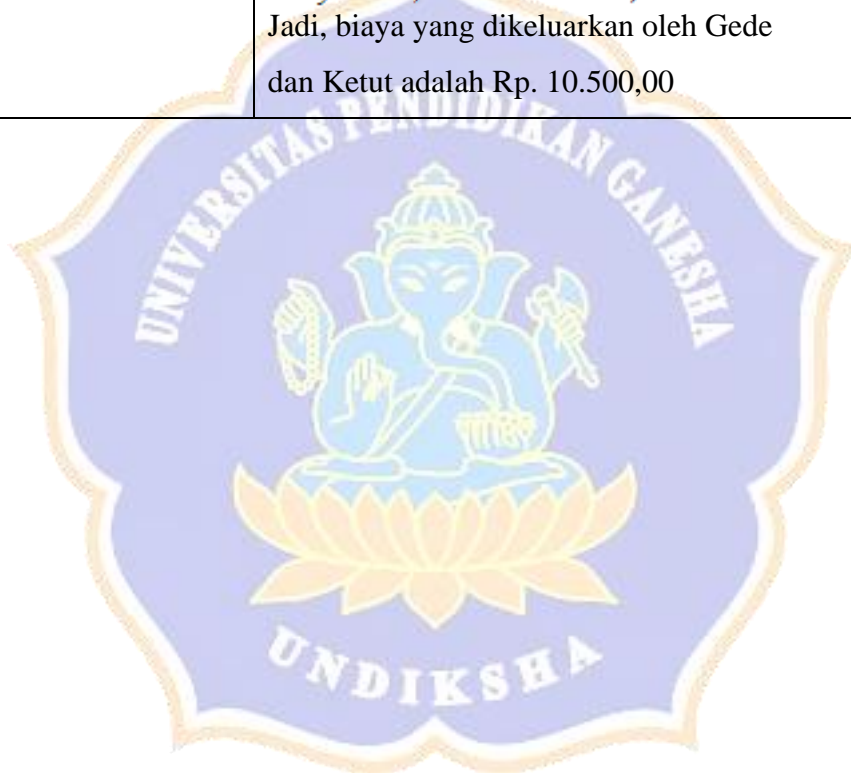 Jadi, biaya yang dikeluarkan oleh Gede
dan Ketut adalah Rp. 10.500,00
UNIVERSITAS PENDIDIKAN GANESHA
UNDIKSHA